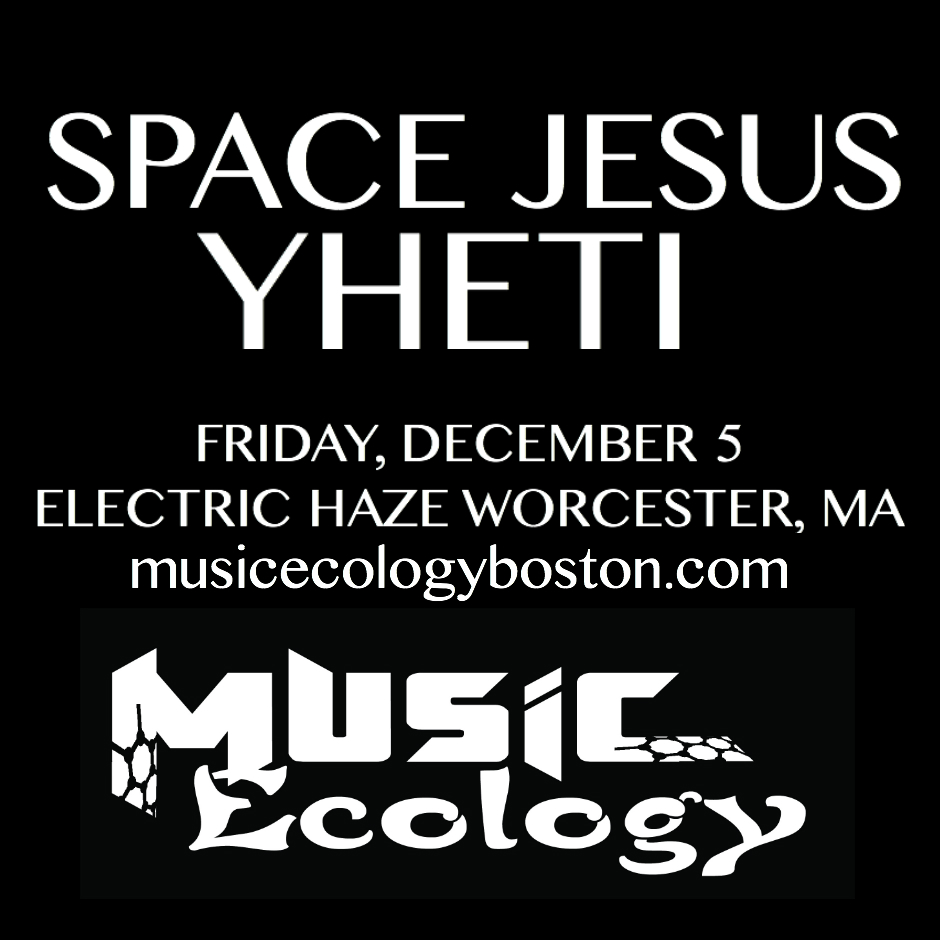 SPACE JESUS
YHETI
FRIDAY, DECEMBER 5
ELECTRIC HAZE WORCESTER, MA
musicecologyboston.com
MUSiC
Ecology